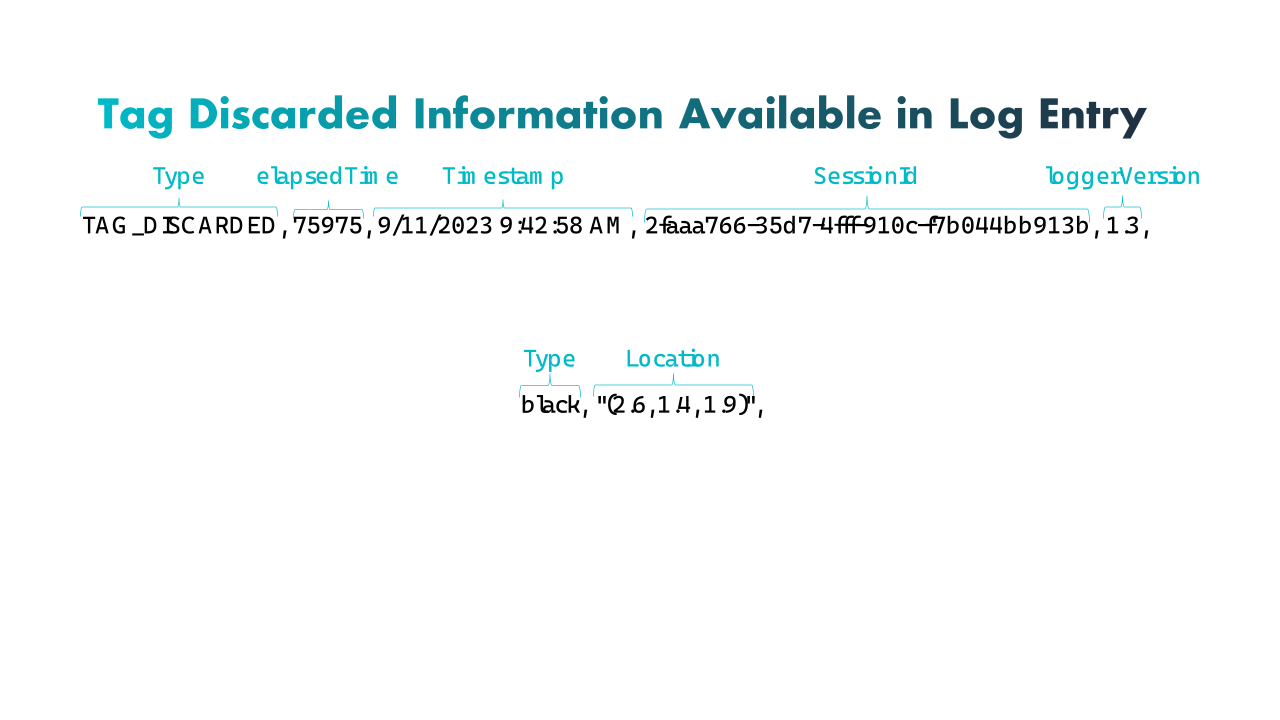 Tag Discarded Information Available in Log Entry
Type elapsedTime Timestamp SessionId loggerVersion
TAG_DISCARDED,75975,9/11/2023 9:42:58 AM,2faaa766-35d7-4fff-910c-f7b044bb913b,1.3,
Type Location
black,"(2.6,1.4,1.9)",